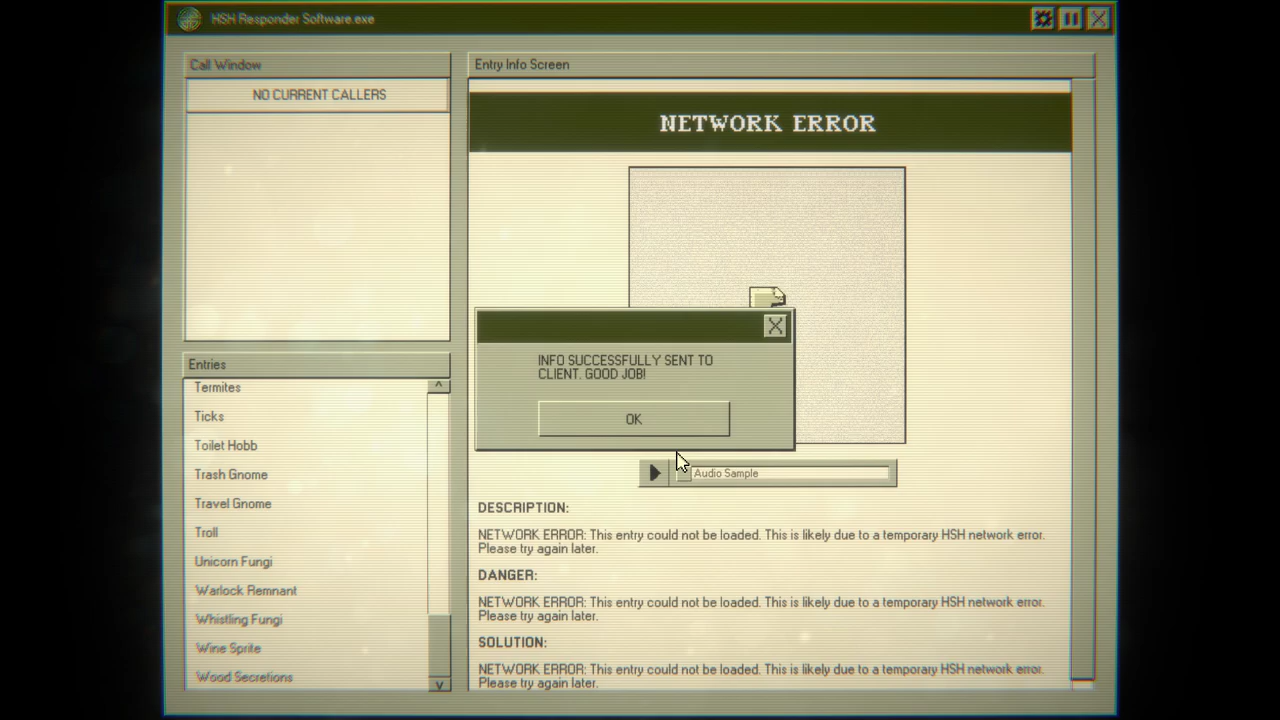 HSH Responder Software.exe
Call Window
NO CURRENT CALLERS
Entries
Termites
Ticks
Toilet Hobb
Trash Gnome
Travel Gnome
Troll
Unicorn Fungi
Warlock Remnant
Whistling Fungi
Wine Sprite
Wood Secretions
Entry Info Screen
NETWORK ERROR
INFO SUCCESSFULLY SENT TO
CLIENT. GOOD JOB!
OK
Audio Sample
DESCRIPTION:
NETWORK ERROR: This entry could not be loaded. This is likely due to a temporary HSH network error.
Please try again later.
DANGER:
NETWORK ERROR: This entry could not be loaded. This is likely due to a temporary HSH network error.
Please try again later.
SOLUTION:
NETWORK ERROR: This entry could not be loaded. This is likely due to a temporary HSH network error.
Please try again later.